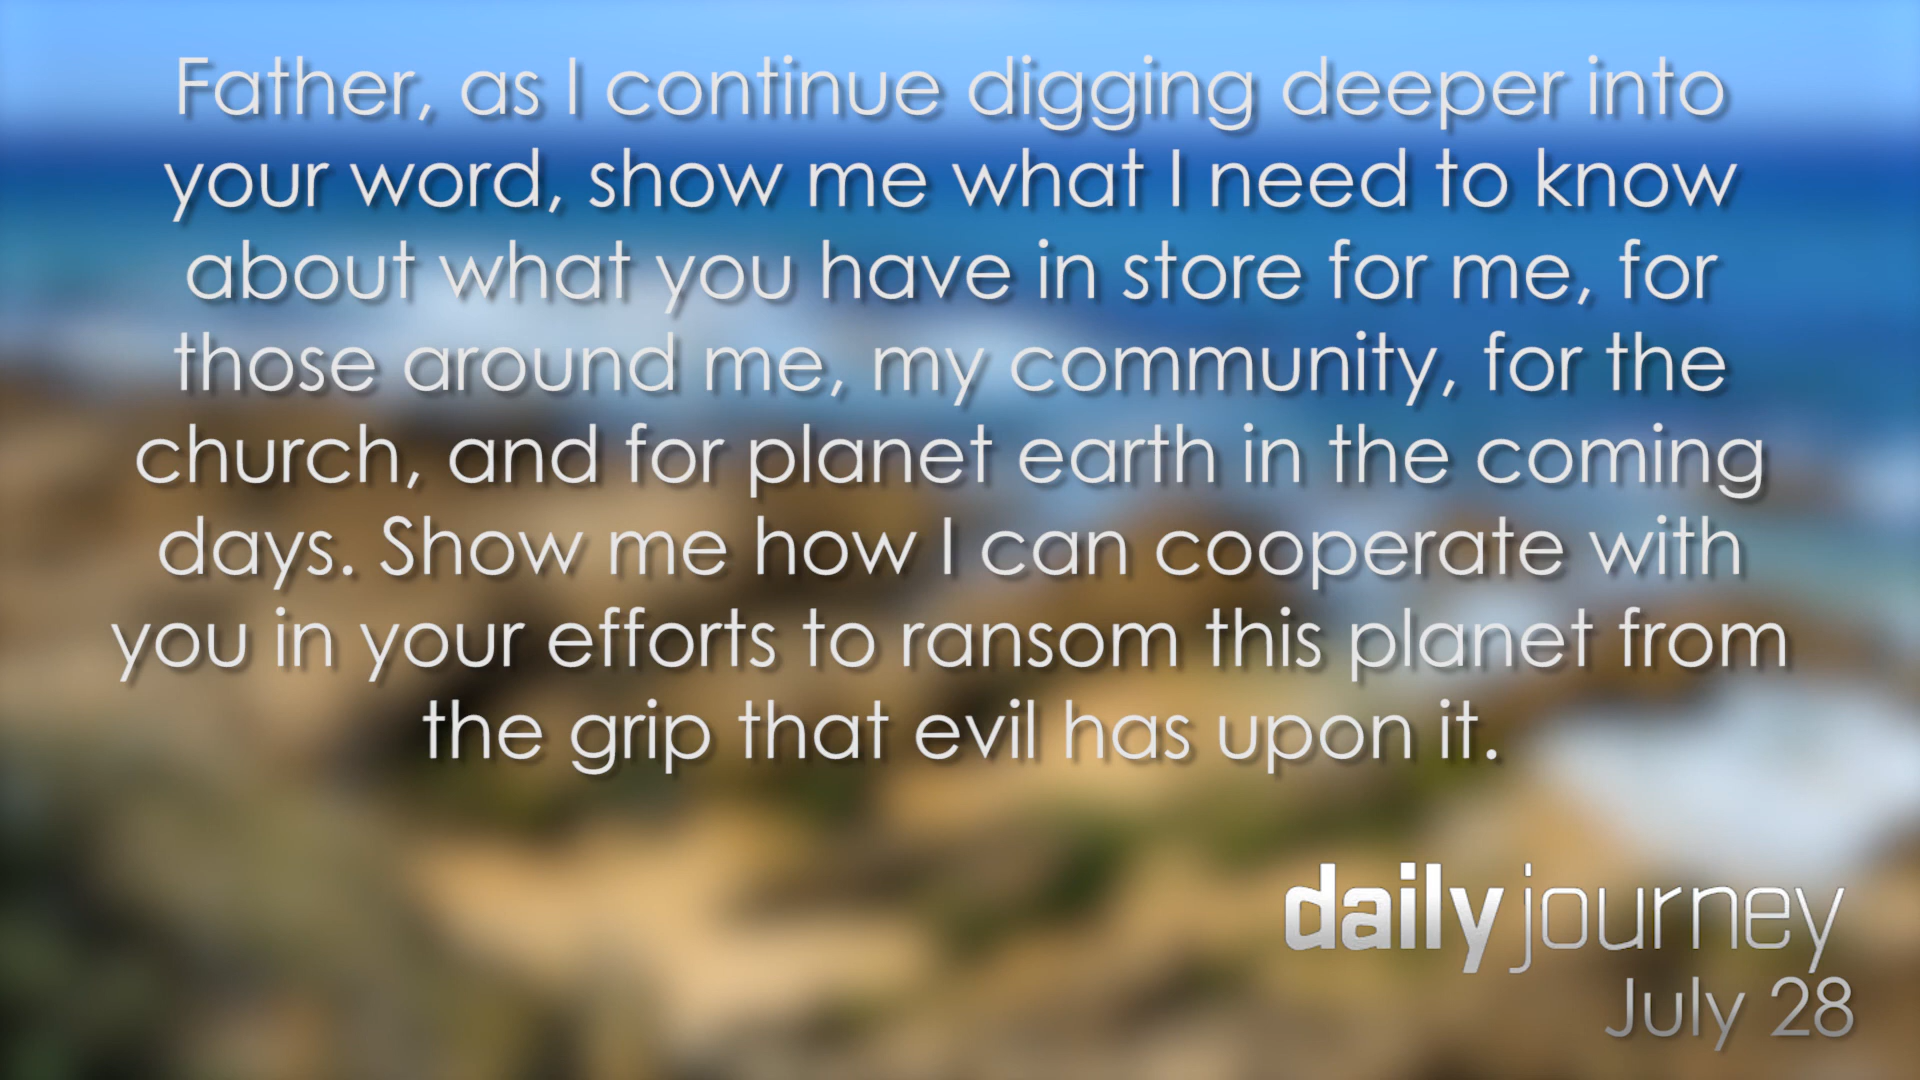 Father, as I continue digging deeper into
your word, show me what I need to know
about what you have in store for me, for
those around me, my community, for the
church, and for planet earth in the coming
days. Show me how I can cooperate with
you in your efforts to ransom this planet from
the grip that evil has upon it.
dailyjourney
July 28